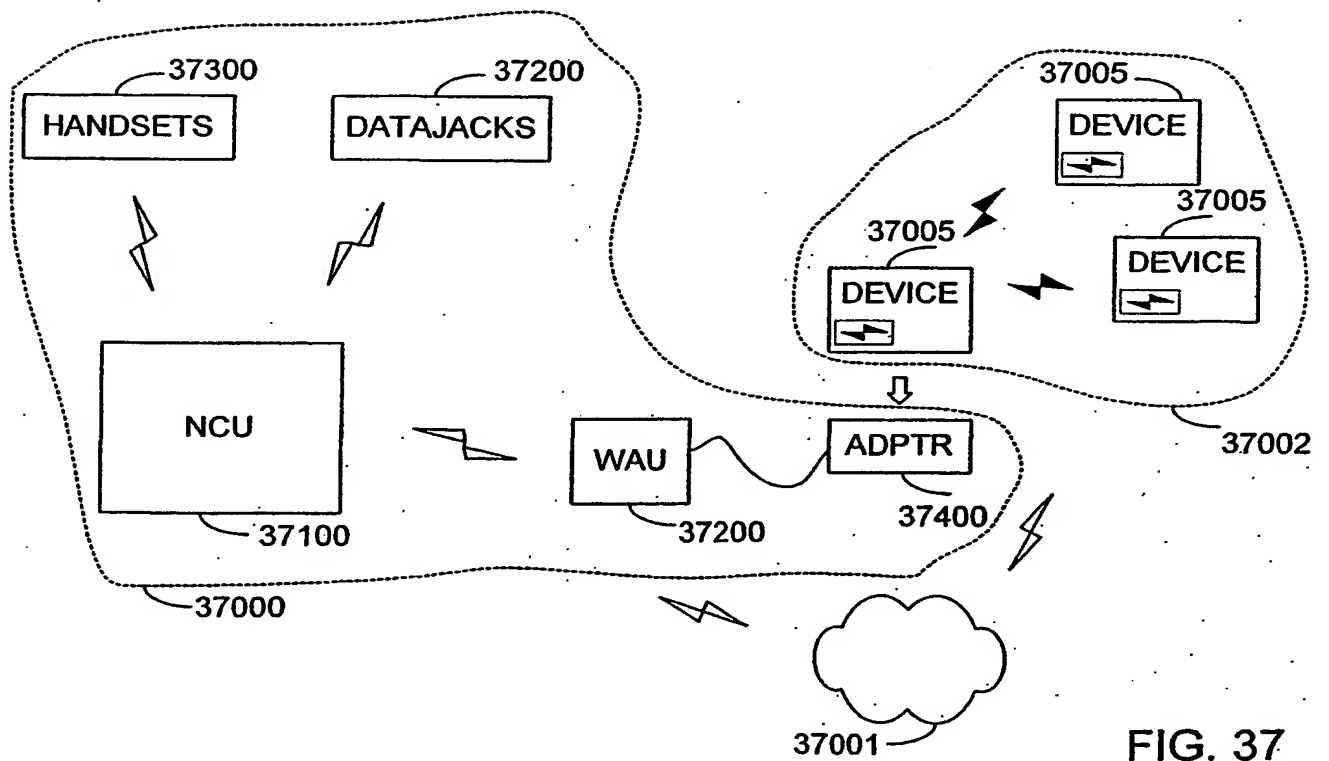 37300
HANDSETS
37200
DATAJACKS
37005
DEVICE
37005
DEVICE
37005
DEVICE
37002
NCU
37100
WAU
37200
ADPTR
37400
37000
37001
FIG. 37